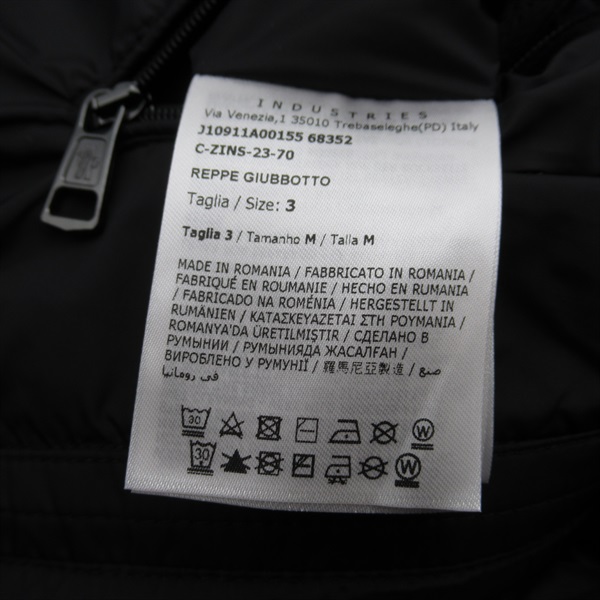 INDUSTRIES
Via Venezia,1 35010 Trebaseleghe(PD) Italy
J10911A00155 68352
C-ZINS-23-70
REPPE GIUBBOTTO
Taglia / Size: 3
Taglia 3 / Tamanho M / Talla M
MADE IN ROMANIA / FABBRICATO IN ROMANIA /
FABRIQUÉ EN ROUMANIE / HECHO EN RUMANIA
/ FABRICADO NA ROMÉNIA / HERGESTELLT IN
RUMÄNIEN / ΚΑΤΑΣΚΕΥΑΖΕΤΑΙ ΣΤΗ ΡΟΥΜΑΝΙΑ /
ROMANYA'DA ÜRETILMIŞTIR / СДЕЛАНО В
РУМЫНИИ / РУМЫНИЯДА ЖАСАЛҒАН /
ВИРОБЛЕНО У РУМУНІЇ / 羅馬尼亞製造 / صنع
في رومانيا
30 W
30 W